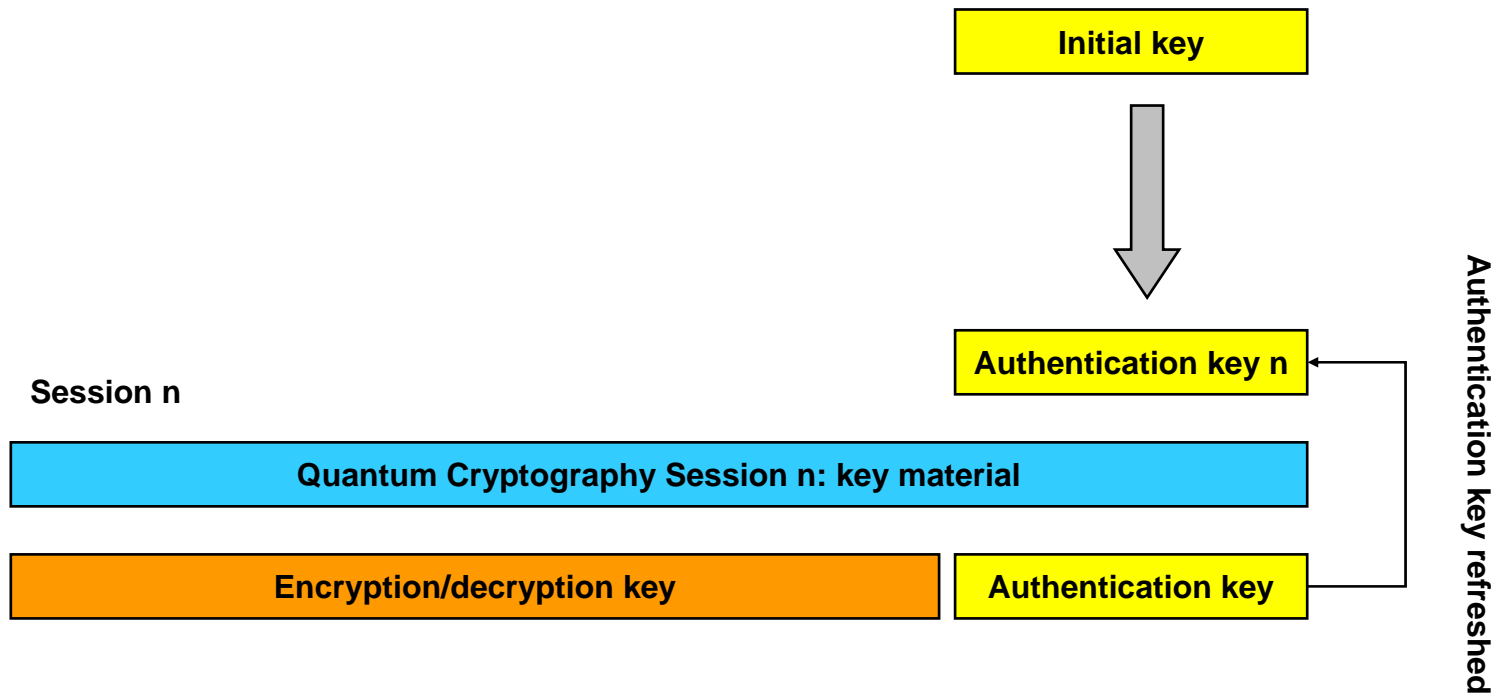 Initial key
Authentication key n
Session n
Quantum Cryptography Session n: key material
Encryption/decryption key
Authentication key
Authentication key refreshed